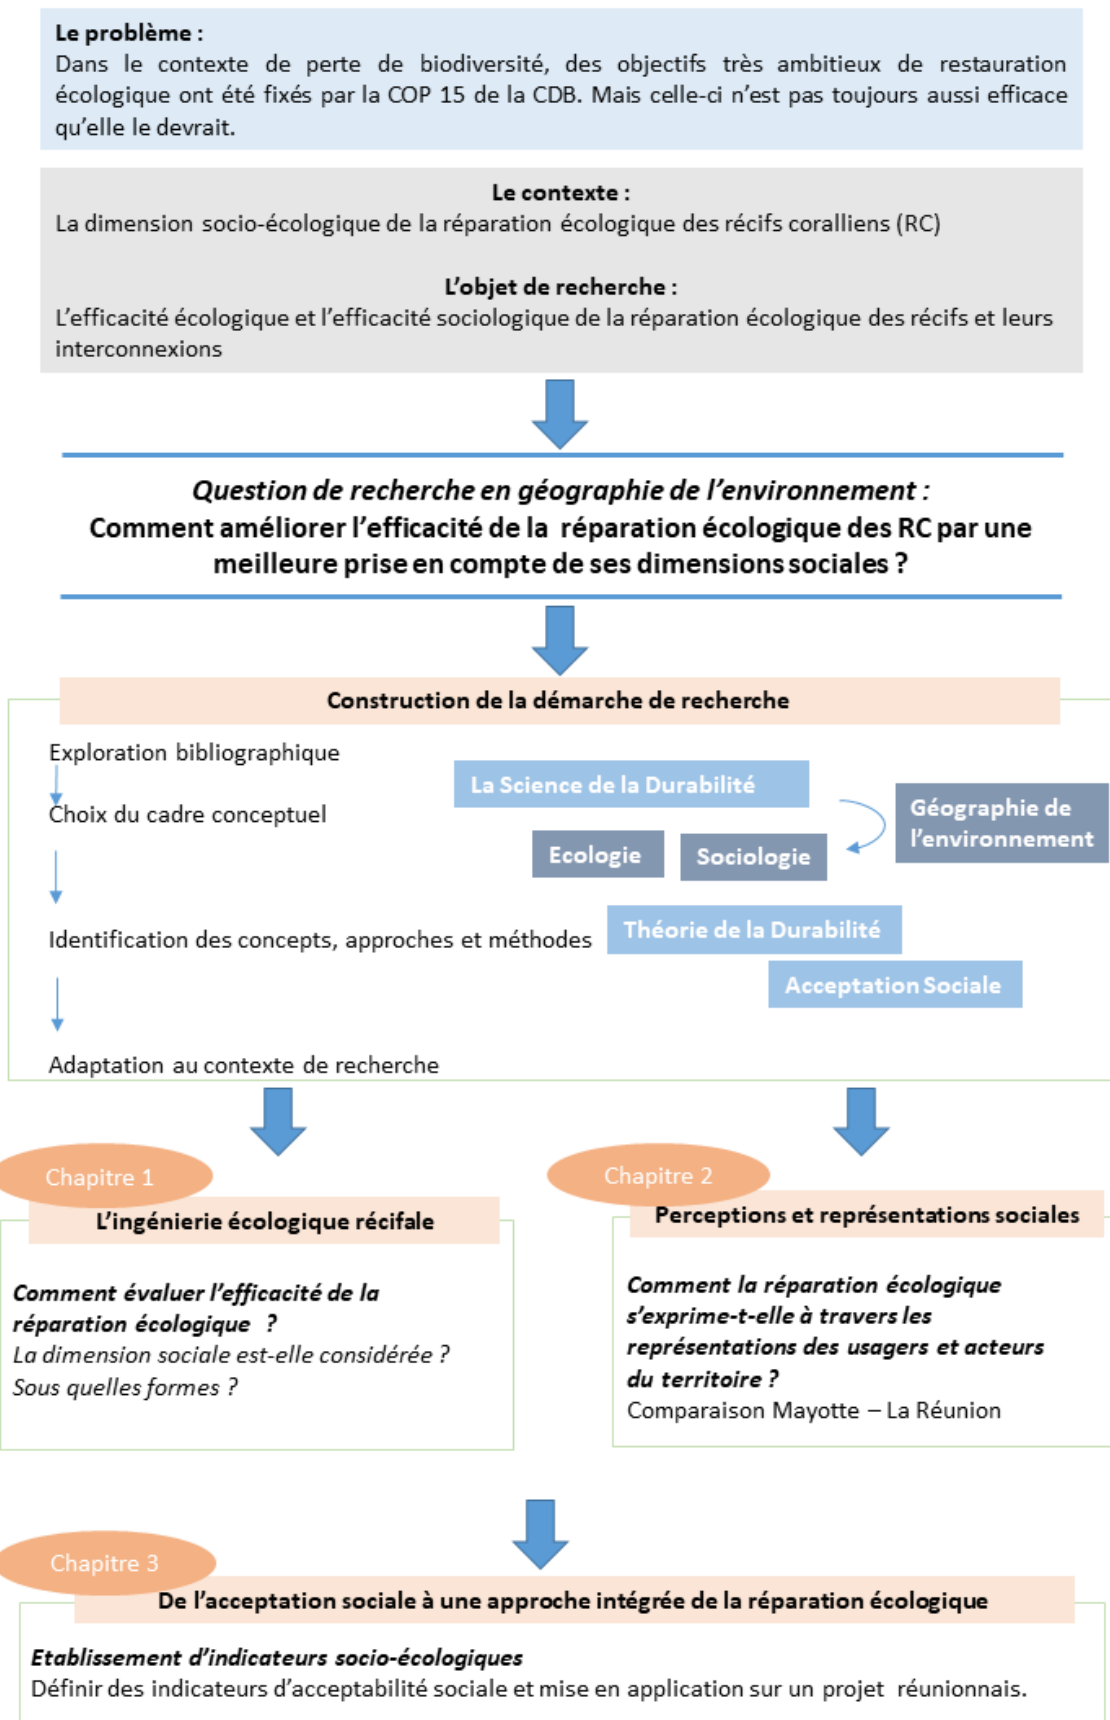 Le problème :
Dans le contexte de perte de biodiversité, des objectifs très ambitieux de restauration
écologique ont été fixés par la COP 15 de la CDB. Mais celle-ci n’est pas toujours aussi efficace
qu’elle le devrait.
Le contexte :
La dimension socio-écologique de la réparation écologique des récifs coralliens (RC)
L’objet de recherche :
L’efficacité écologique et l’efficacité sociologique de la réparation écologique des récifs et leurs
interconnexions
Question de recherche en géographie de l’environnement :
Comment améliorer l’efficacité de la réparation écologique des RC par une
meilleure prise en compte de ses dimensions sociales ?
Construction de la démarche de recherche
Exploration bibliographique
Choix du cadre conceptuel
La Science de la Durabilité
Géographie de
l’environnement
Ecologie
Sociologie
Identification des concepts, approches et méthodes
Théorie de la Durabilité
Acceptation Sociale
Adaptation au contexte de recherche
Chapitre 1
L’ingénierie écologique récifale
Comment évaluer l’efficacité de la
réparation écologique ?
La dimension sociale est-elle considérée ?
Sous quelles formes ?
Chapitre 2
Perceptions et représentations sociales
Comment la réparation écologique
s’exprime-t-elle à travers les
représentations des usagers et acteurs
du territoire ?
Comparaison Mayotte – La Réunion
Chapitre 3
De l’acceptation sociale à une approche intégrée de la réparation écologique
Etablissement d’indicateurs socio-écologiques
Définir des indicateurs d’acceptabilité sociale et mise en application sur un projet réunionnais.